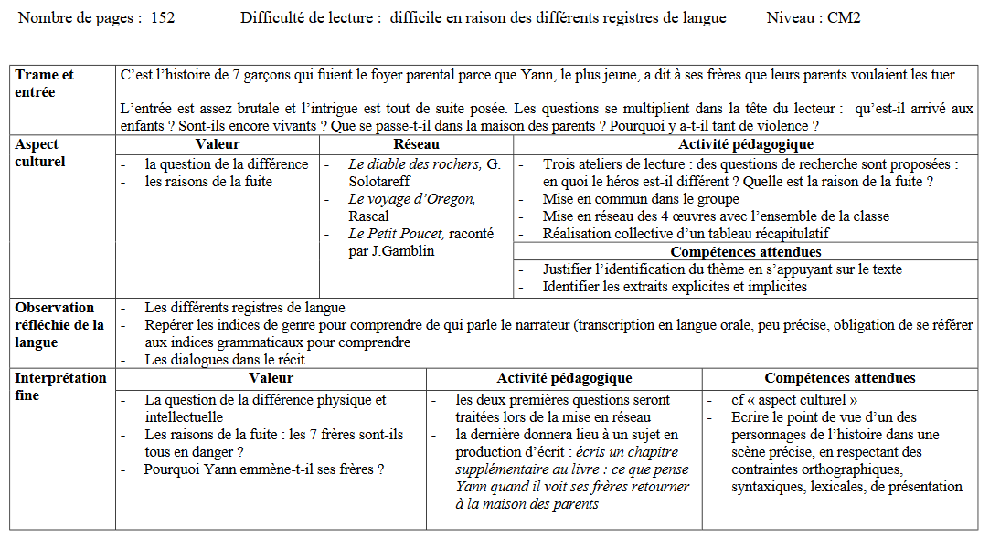 Nombre de pages : 152 Difficulté de lecture : difficile en raison des différents registres de langue Niveau : CM2
Trame et
entrée
C’est l’histoire de 7 garçons qui fuient le foyer parental parce que Yann, le plus jeune, a dit à ses frères que leurs parents voulaient les tuer.
L’entrée est assez brutale et l’intrigue est tout de suite posée. Les questions se multiplient dans la tête du lecteur : qu’est-il arrivé aux
enfants ? Sont-ils encore vivants ? Que se passe-t-il dans la maison des parents ? Pourquoi y a-t-il tant de violence ?
Aspect
culturel
Valeur
- la question de la différence
- les raisons de la fuite
Réseau
- Le diable des rochers, G.
Solotareff
- Le voyage d’Oregon,
Rascal
- Le Petit Poucet, raconté
par J.Gamblin
Activité pédagogique
- Trois ateliers de lecture : des questions de recherche sont proposées :
en quoi le héros est-il différent ? Quelle est la raison de la fuite ?
- Mise en commun dans le groupe
- Mise en réseau des 4 œuvres avec l’ensemble de la classe
- Réalisation collective d’un tableau récapitulatif
Compétences attendues
- Justifier l’identification du thème en s’appuyant sur le texte
- Identifier les extraits explicites et implicites
Observation
réfléchie de la
langue
- Les différents registres de langue
- Repérer les indices de genre pour comprendre de qui parle le narrateur (transcription en langue orale, peu précise, obligation de se référer
aux indices grammaticaux pour comprendre
- Les dialogues dans le récit
Interprétation
fine
Valeur
- La question de la différence physique et
intellectuelle
- Les raisons de la fuite : les 7 frères sont-ils
tous en danger ?
- Pourquoi Yann emmène-t-il ses frères ?
Activité pédagogique
- les deux premières questions seront
traitées lors de la mise en réseau
- la dernière donnera lieu à un sujet en
production d’écrit : écris un chapitre
supplémentaire au livre : ce que pense
Yann quand il voit ses frères retourner
à la maison des parents
Compétences attendues
- cf « aspect culturel »
- Ecrire le point de vue d’un des
personnages de l’histoire dans une
scène précise, en respectant des
contraintes orthographiques,
syntaxiques, lexicales, de présentation